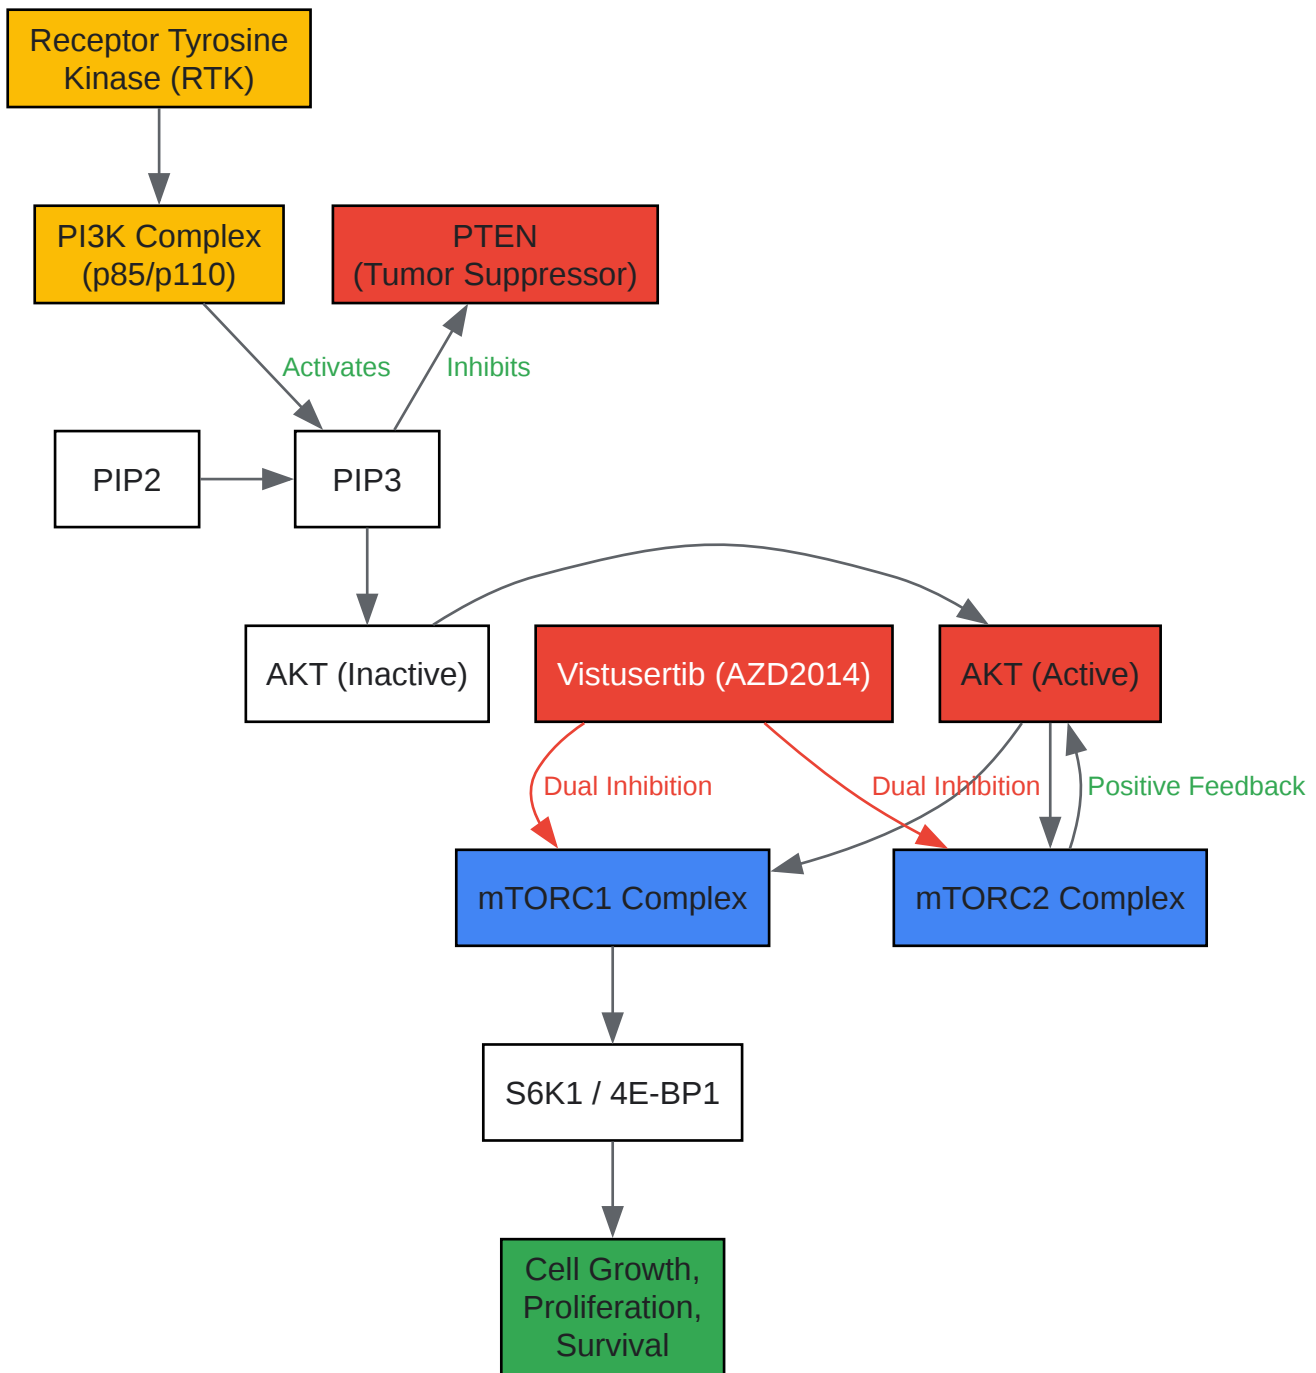 Receptor Tyrosine
Kinase (RTK)
PI3K Complex
(p85/p110)
PTEN
(Tumor Suppressor)
Activates
Inhibits
PIP2
PIP3
AKT (Inactive)
Vistusertib (AZD2014)
AKT (Active)
Dual Inhibition
Dual Inhibition
Positive Feedback
mTORC1 Complex
mTORC2 Complex
S6K1 / 4E-BP1
Cell Growth,
Proliferation,
Survival